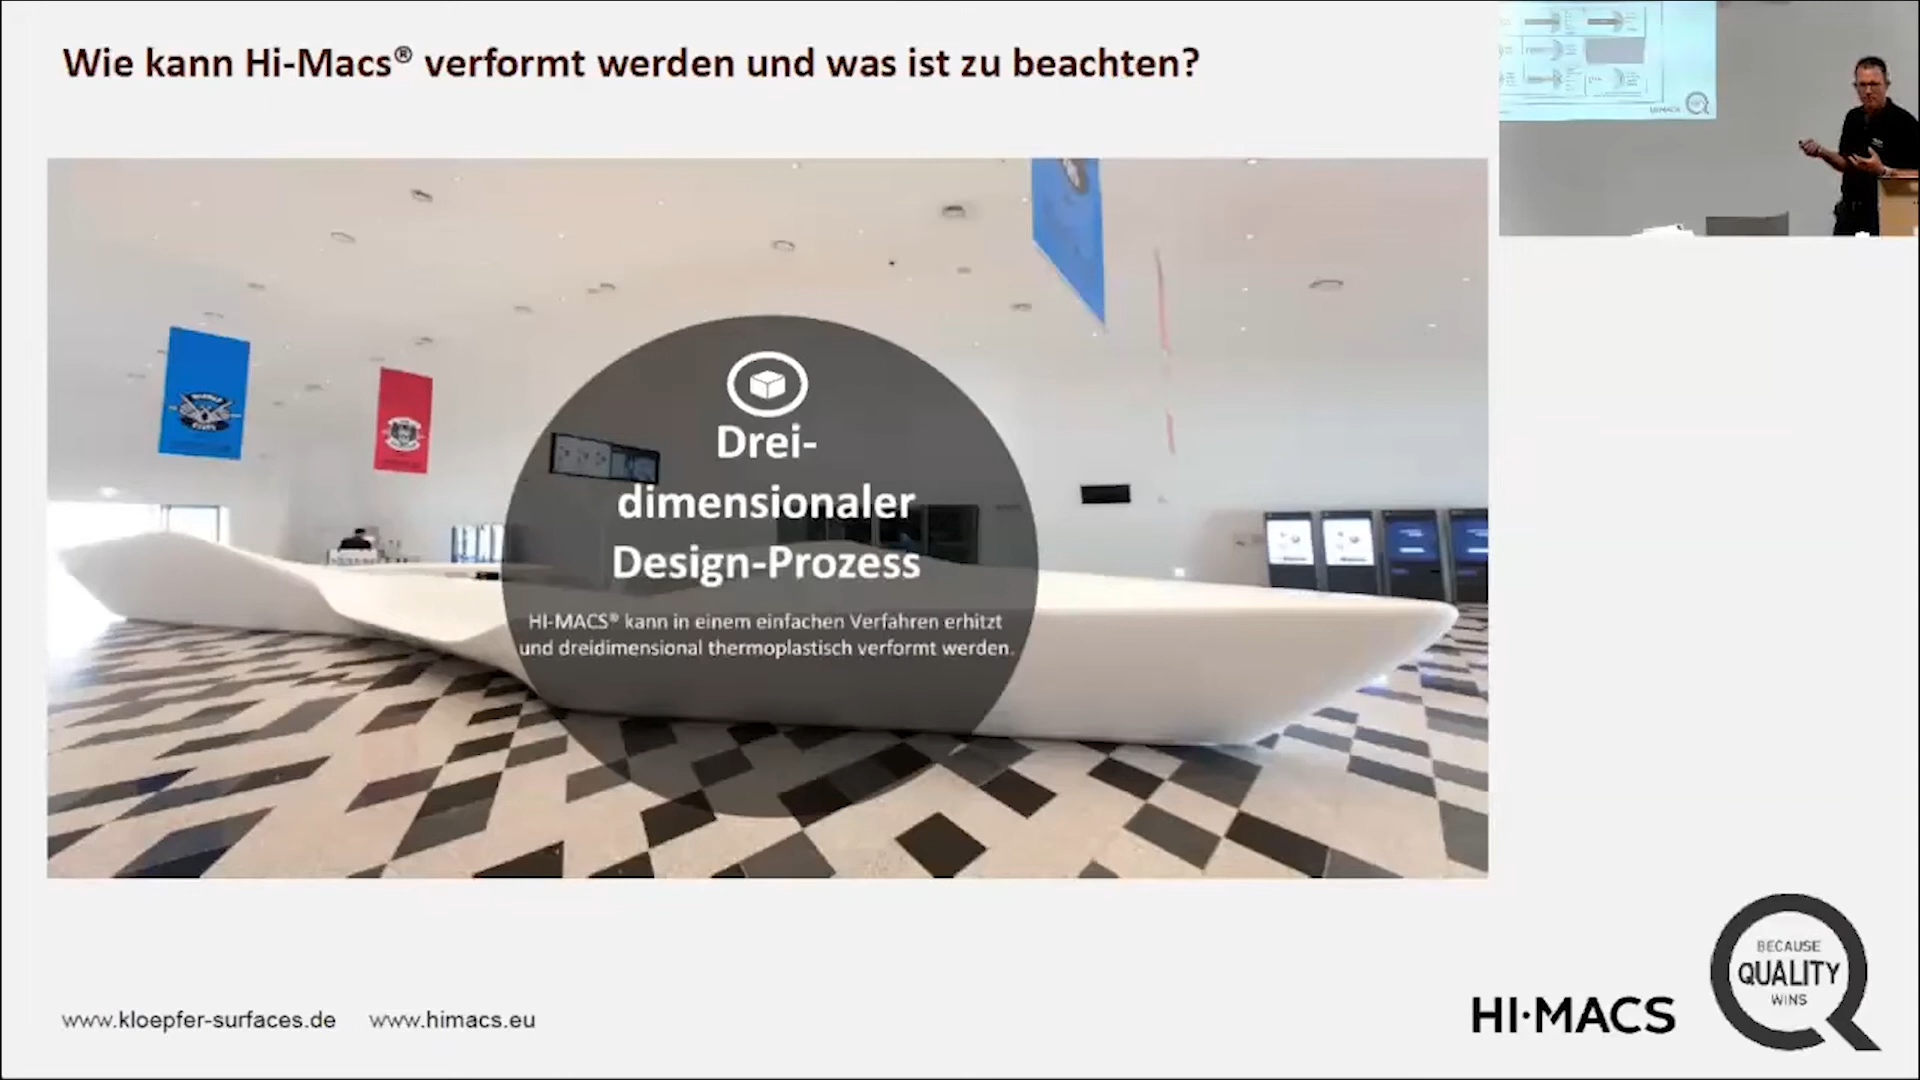 Wie kann Hi-Macs® verformt werden und was ist zu beachten?
HI-MACS
Drei-
dimensionaler
Design-Prozess
HI-MACS® kann in einem einfachen Verfahren erhitzt
und dreidimensional thermoplastisch verformt werden.
BECAUSE
QUALITY
WINS
HI·MACS
www.kloepfer-surfaces.de www.himacs.eu